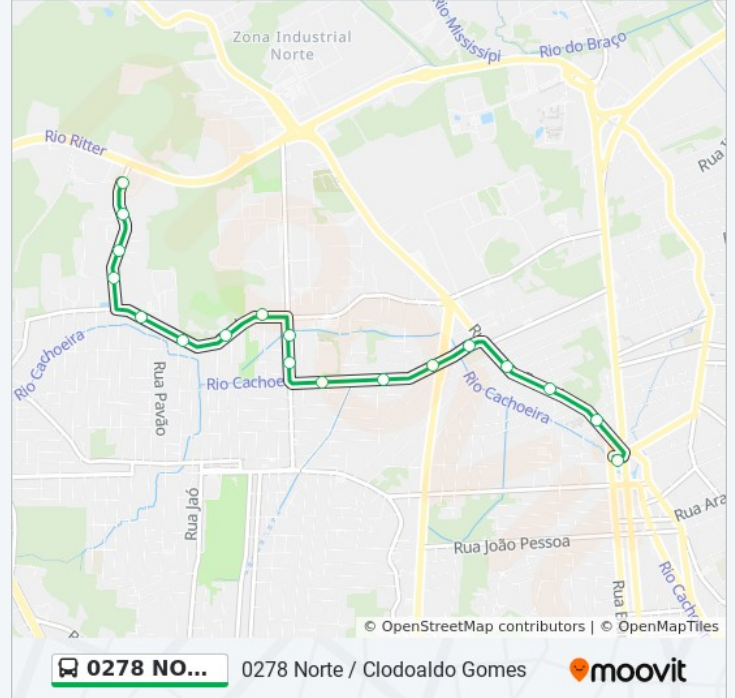 Rio Mississípi
Rio do Braço
Zona Industrial
Norte
Rio Ritter
Rua
Rio Cachoeira
Rua Pavão
Rio Cachoe
Rio Cachoeira
Rua Jaó
Rua João Pessoa
Rua Ara
Rua E
Rio Cacho
© OpenStreetMap contributors | © OpenMapTiles
0278 NO...
0278 Norte / Clodoaldo Gomes
moovit